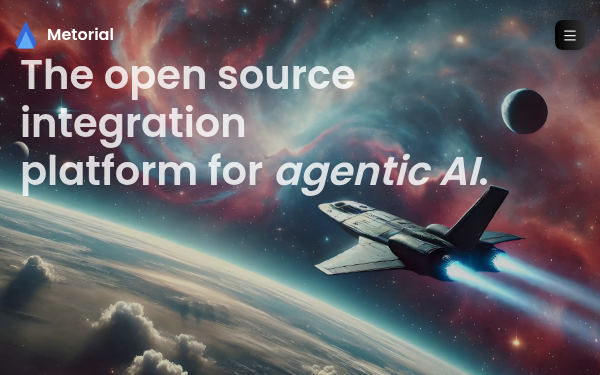 Metorial
The open source
integration
platform for agentic AI.